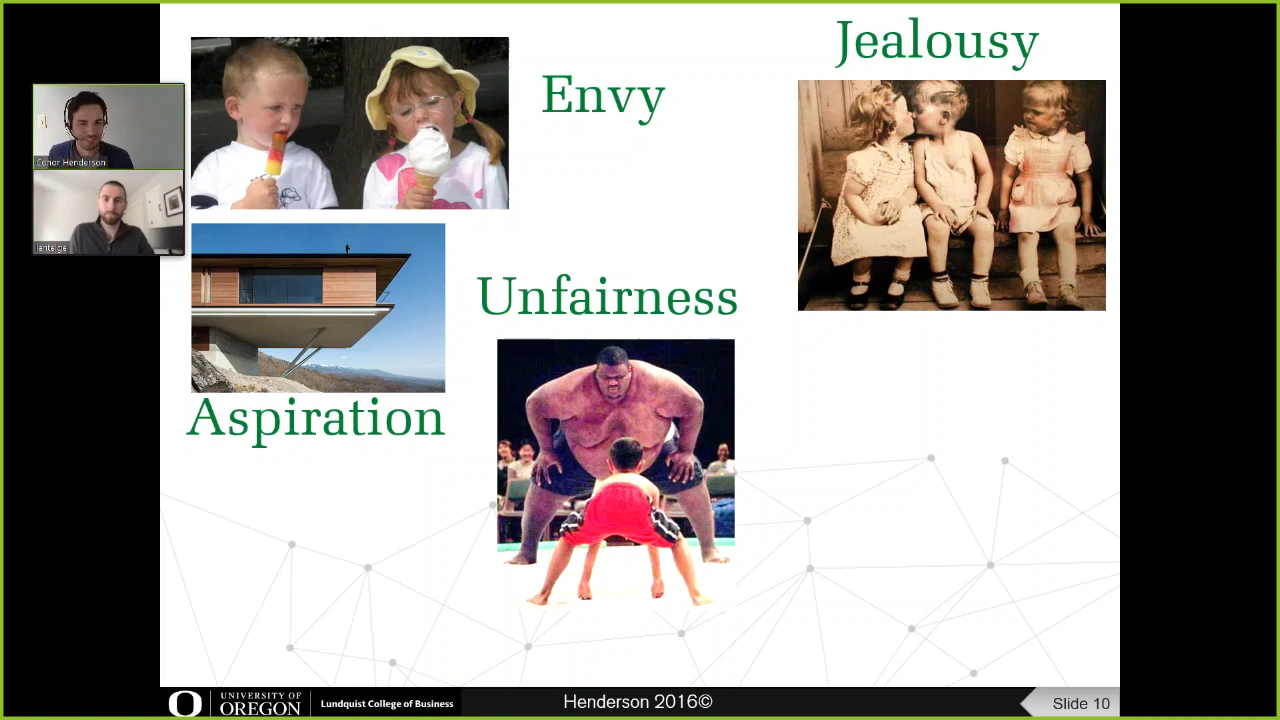 Jealousy
Envy
Conor Henderson
Unfairness
Aspiration
UNIVERSITY OF
OREGON
Lundquist College of Business
Henderson 2016©
Slide 10